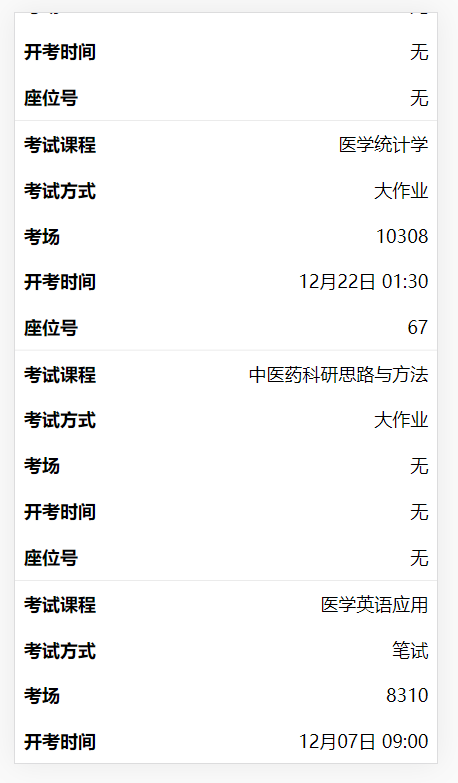 开考时间 无
座位号 无
考试课程 医学统计学
考试方式 大作业
考场 10308
开考时间 12月22日 01:30
座位号 67
考试课程 中医药科研思路与方法
考试方式 大作业
考场 无
开考时间 无
座位号 无
考试课程 医学英语应用
考试方式 笔试
考场 8310
开考时间 12月07日 09:00